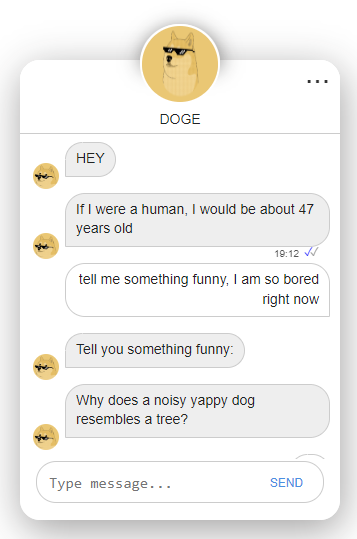 DOGE
HEY
If I were a human, I would be about 47
years old
19:12
tell me something funny, I am so bored
right now
Tell you something funny:
Why does a noisy yappy dog
resembles a tree?
Type message...
SEND